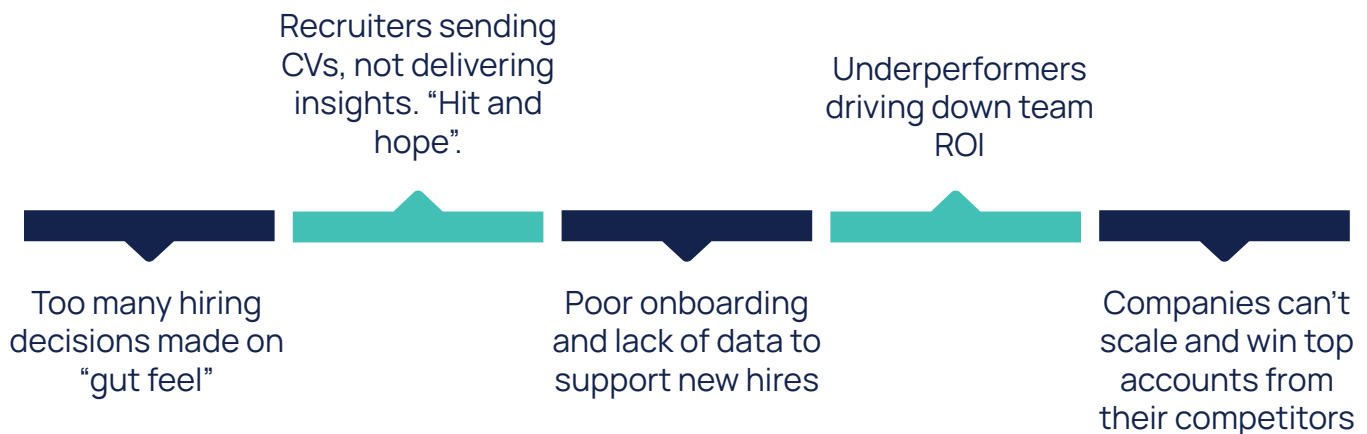 Too many hiring
decisions made on
“gut feel”
Recruiters sending
CVs, not delivering
insights. “Hit and
hope”.
Poor onboarding
and lack of data to
support new hires
Underperformers
driving down team
ROI
Companies can’t
scale and win top
accounts from
their competitors